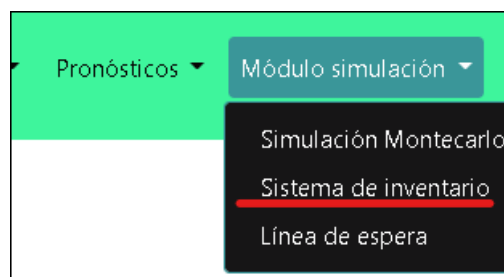 Pronósticos
Módulo simulación
Simulación Montecarlo
Sistema de inventario
Línea de espera